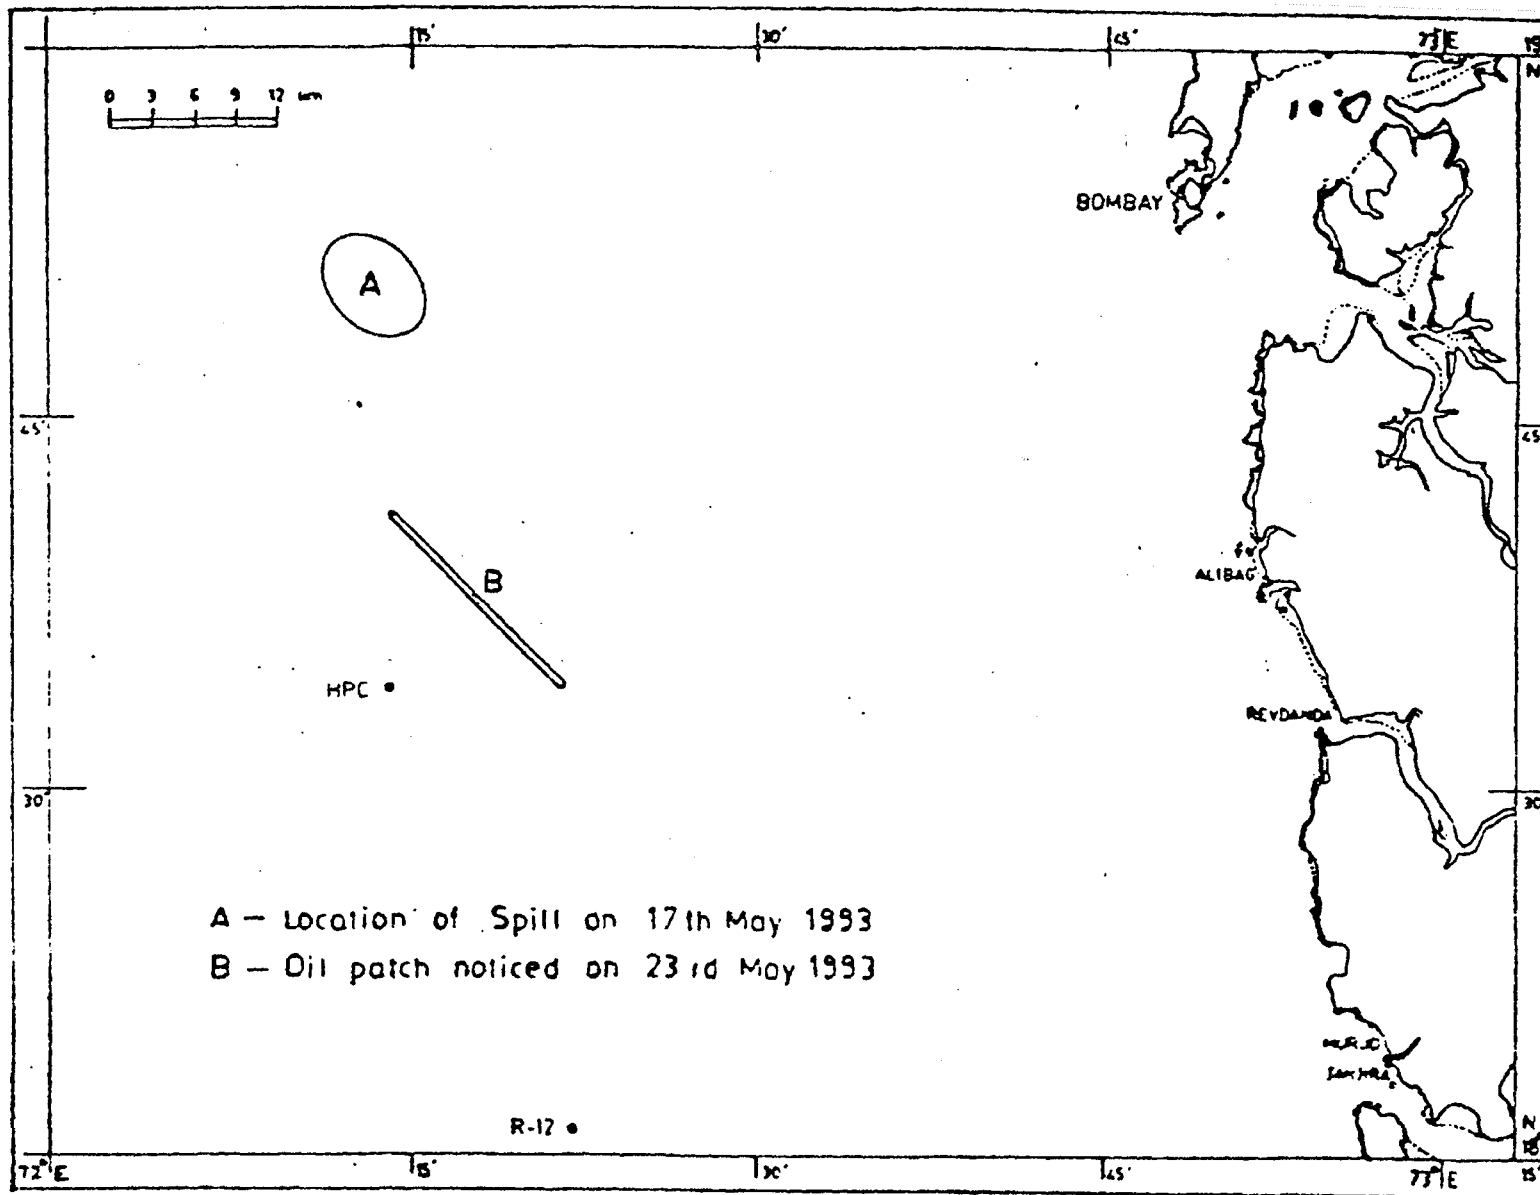 15'
30'
45'
73°E
19
N
0 3 6 9 12 km
BOMBAY
A
45'
45
B
ALIBAG
HPC
REVDANDA
30'
30
A — Location of Spill on 17th May 1993
B — Oil patch noticed on 23rd May 1993
MURUD
R-12
N
18
72°E
15'
30'
45'
73°E
15'